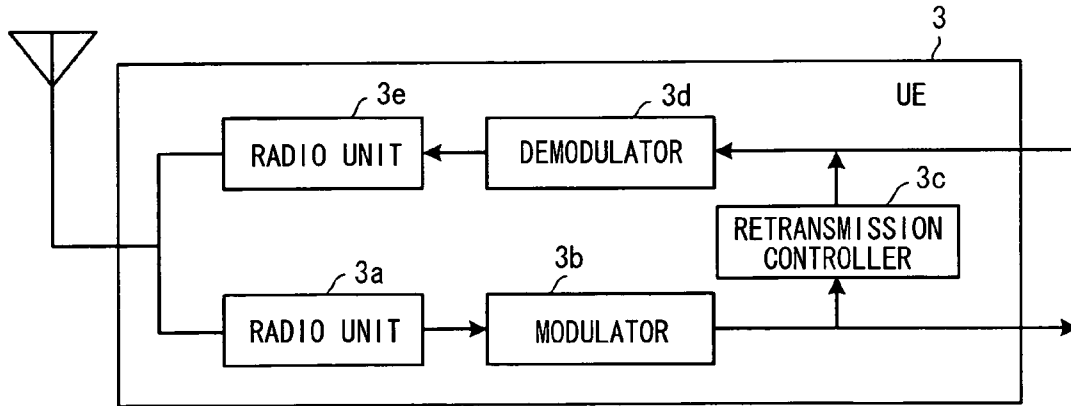 3
UE
3e
RADIO UNIT
3d
DEMODULATOR
3c
RETRANSMISSION
CONTROLLER
3a
RADIO UNIT
3b
MODULATOR